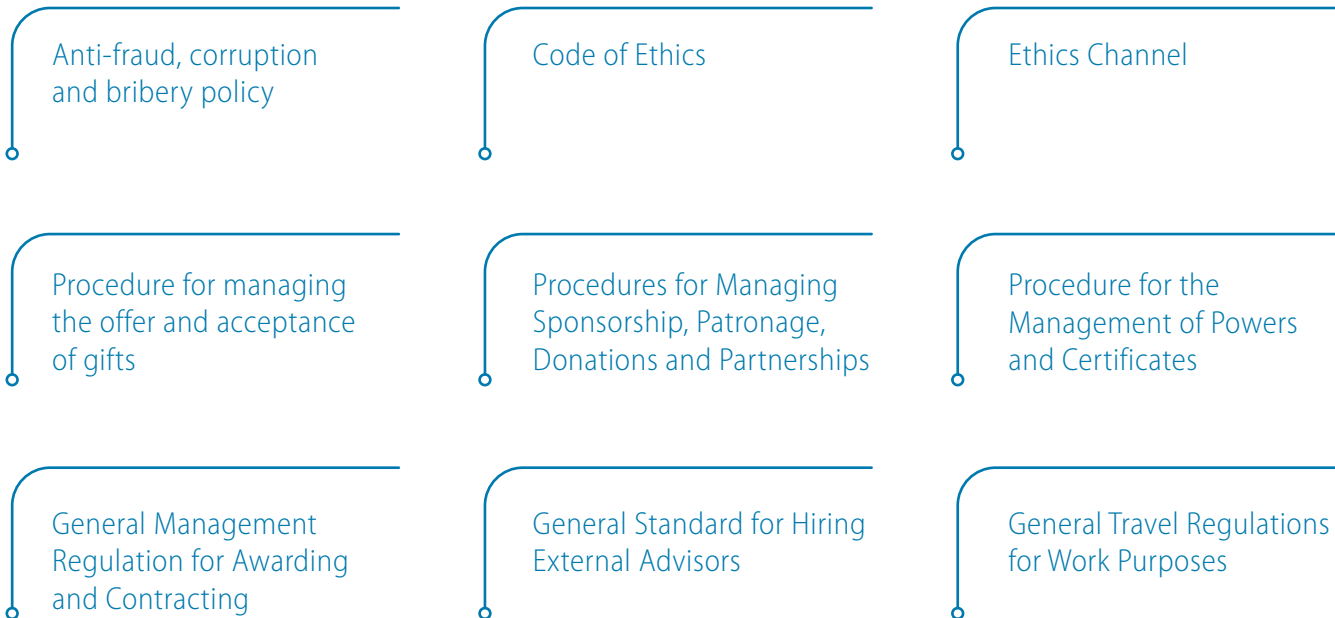 Anti-fraud, corruption
and bribery policy
Code of Ethics
Ethics Channel
Procedure for managing
the offer and acceptance
of gifts
Procedures for Managing
Sponsorship, Patronage,
Donations and Partnerships
Procedure for the
Management of Powers
and Certificates
General Management
Regulation for Awarding
and Contracting
General Standard for Hiring
External Advisors
General Travel Regulations
for Work Purposes